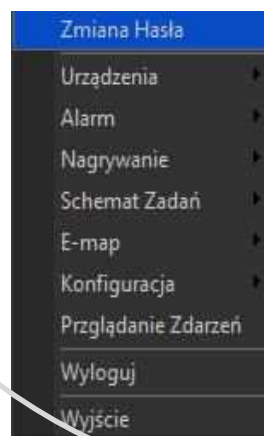 Zmiana Hasła
Urządzenia
Alarm
Nagrywanie
Schemat Zadań
E-map
Konfiguracja
Przglądanie Zdarzeń
Wyloguj
Wyjście